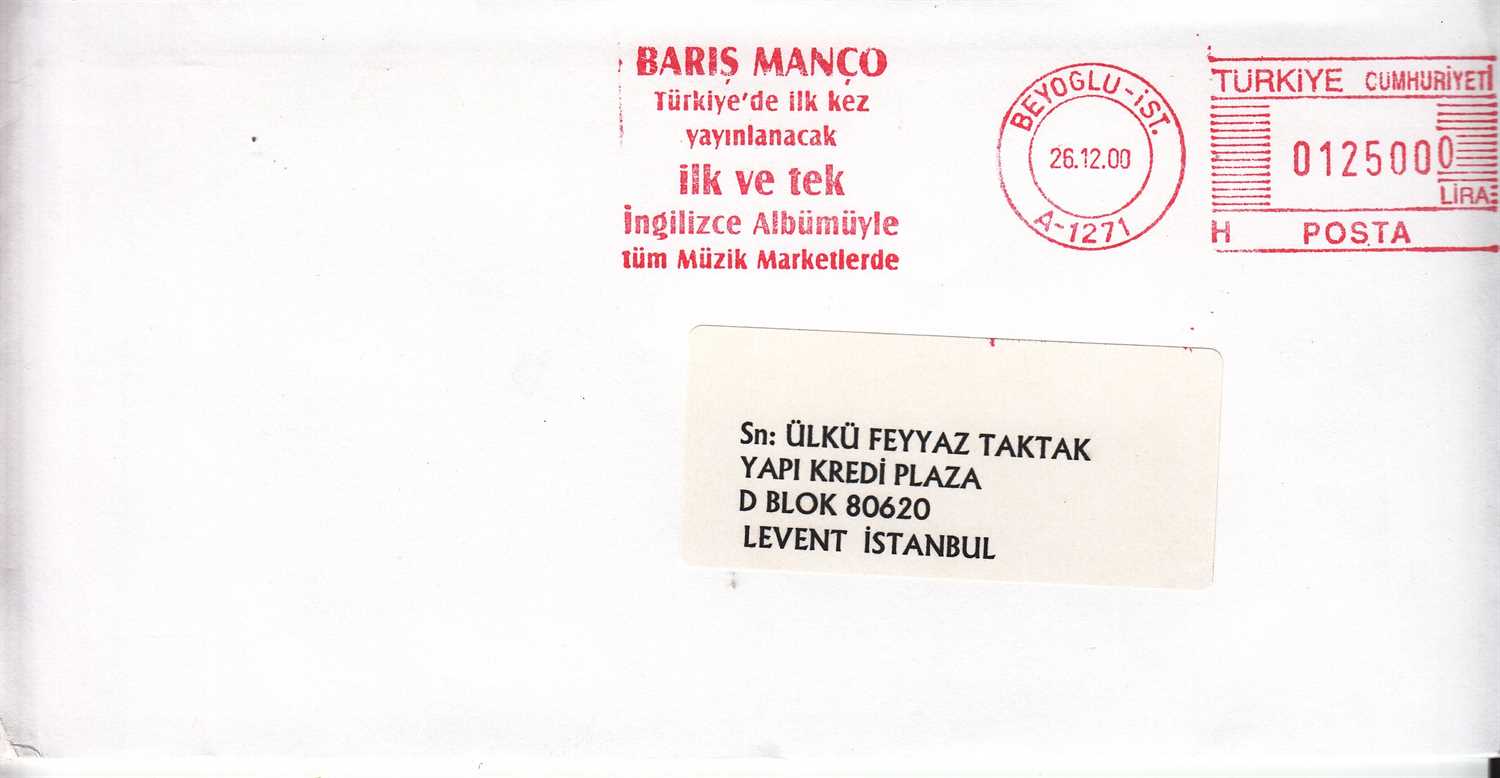 BARIŞ MANÇO
Türkiye'de ilk kez
yayınlanacak
ilk ve tek
İngilizce Albümüyle
tüm Müzik Marketlerde
BEYOGLU-İST.
26.12.00
A-1271
TÜRKİYE CUMHURİYETİ
0125000
LİRA
H POSTA
Sn: ÜLKÜ FEYYAZ TAKTAK
YAPI KREDİ PLAZA
D BLOK 80620
LEVENT İSTANBUL